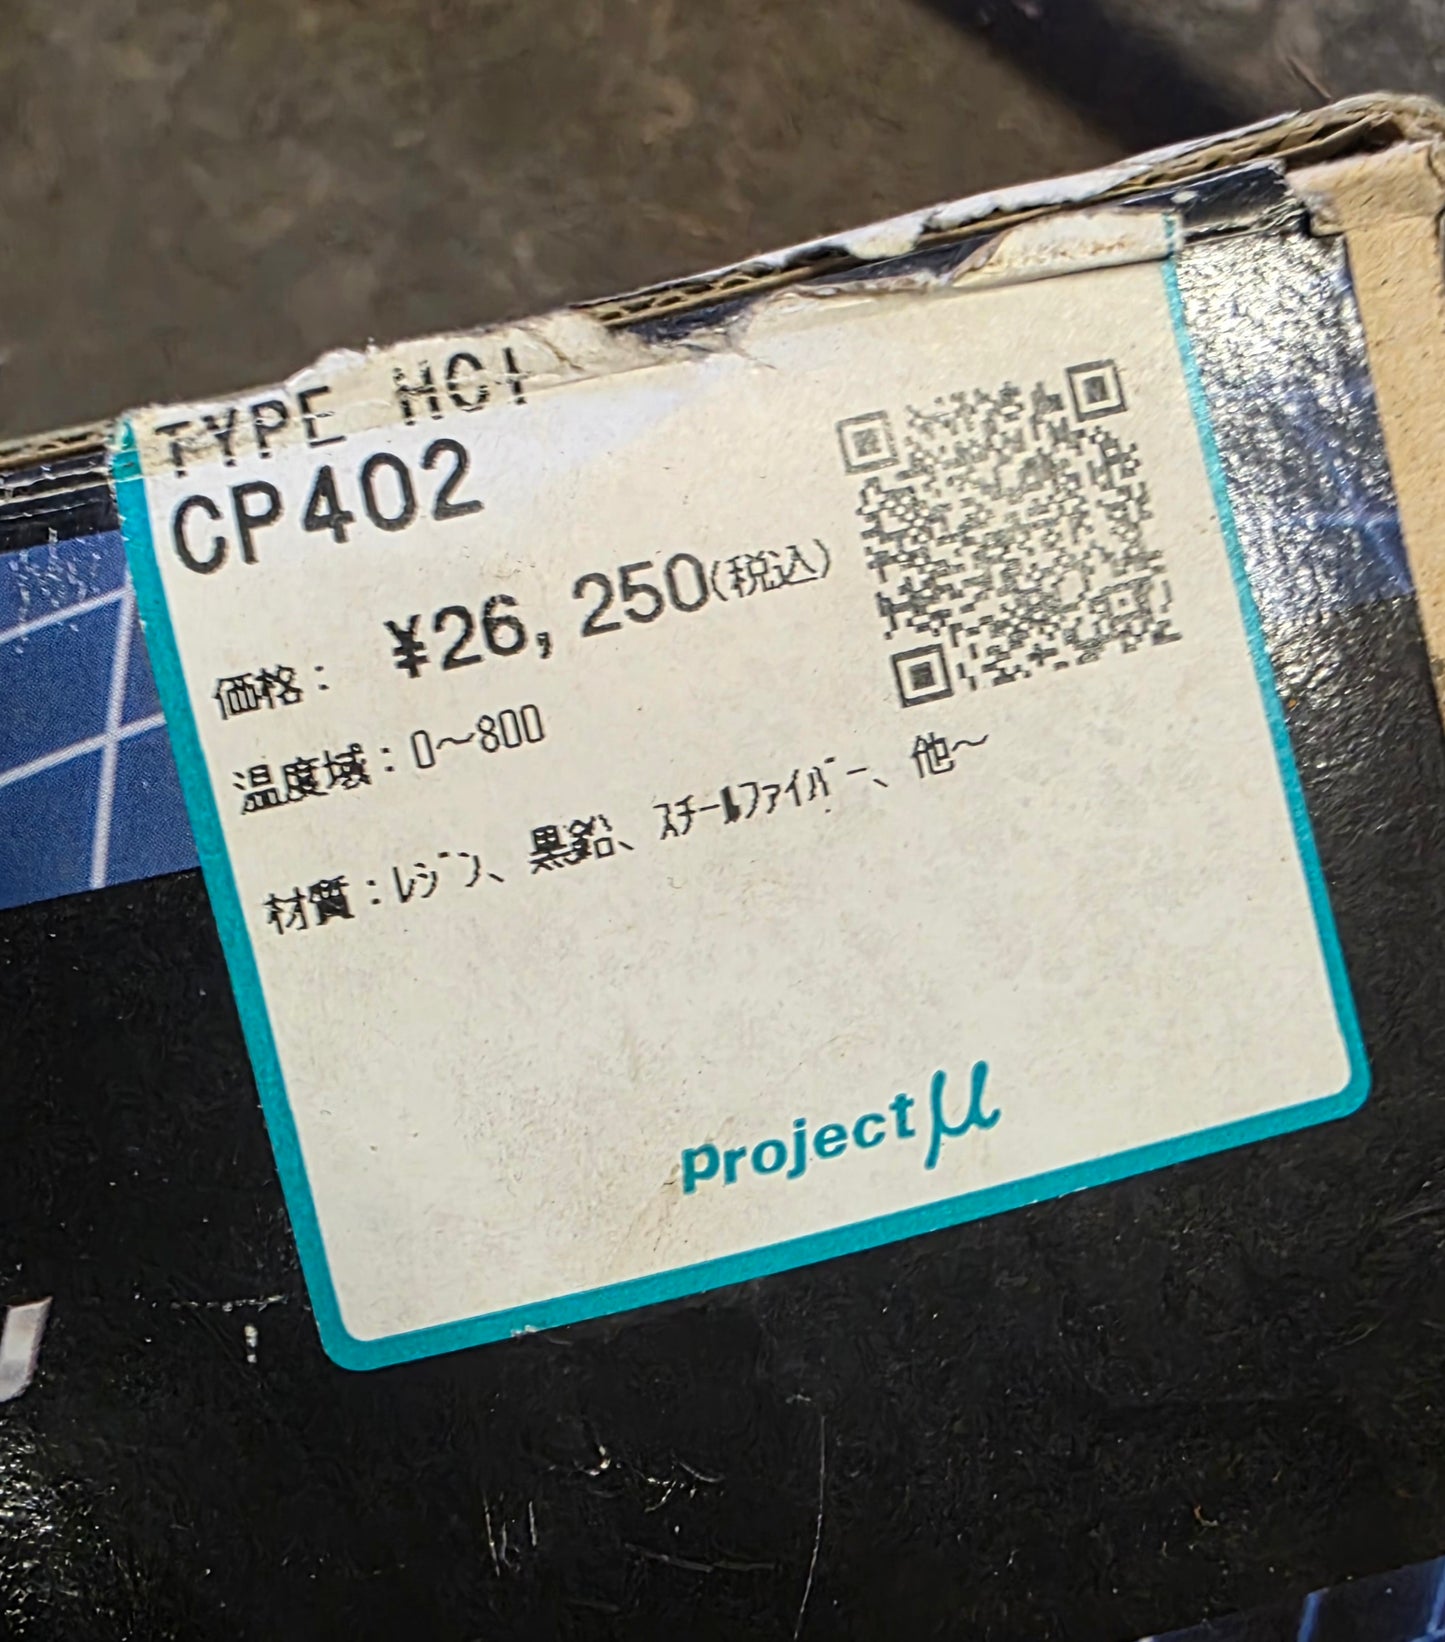 TYPE HC+
CP402
価格： ¥26,250(税込)
温度域：0～800
材質：ﾚｼﾞﾝ、黒鉛、ｽﾁｰﾙﾌｧｲﾊﾞｰ、他～
project μ